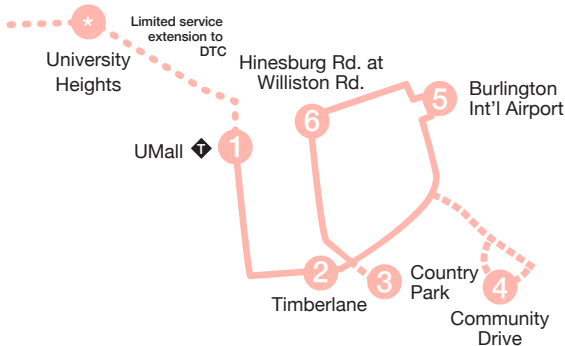 *
Limited service
extension to
DTC
University
Heights
Hinesburg Rd. at
Williston Rd.
5
Burlington
Int'l Airport
6
UMall T 1
2
Timberlane
3
Country
Park
4
Community
Drive